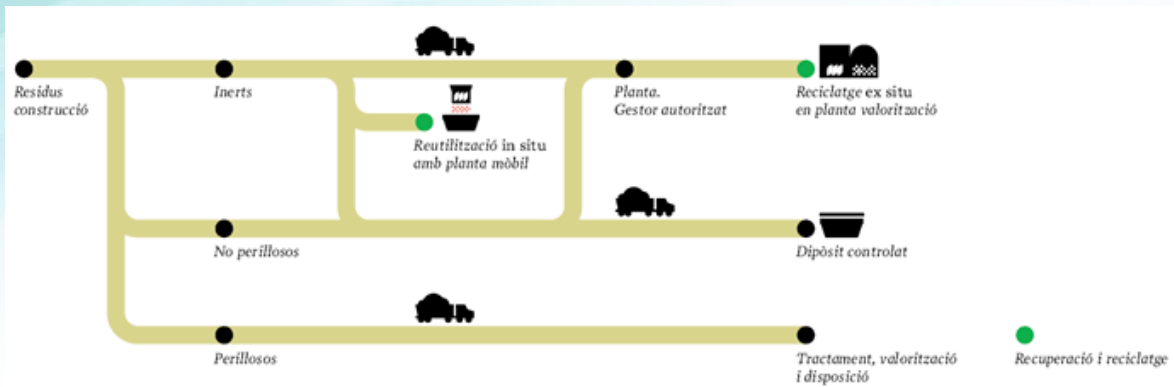 Residus
construcció
Inerts
Planta.
Gestor autoritzat
Reciclatge ex situ
en planta valorització
Reutilització in situ
amb planta mòbil
No perillosos
Dipòsit controlat
Perillosos
Tractament, valorització
i disposició
Recuperació i reciclatge